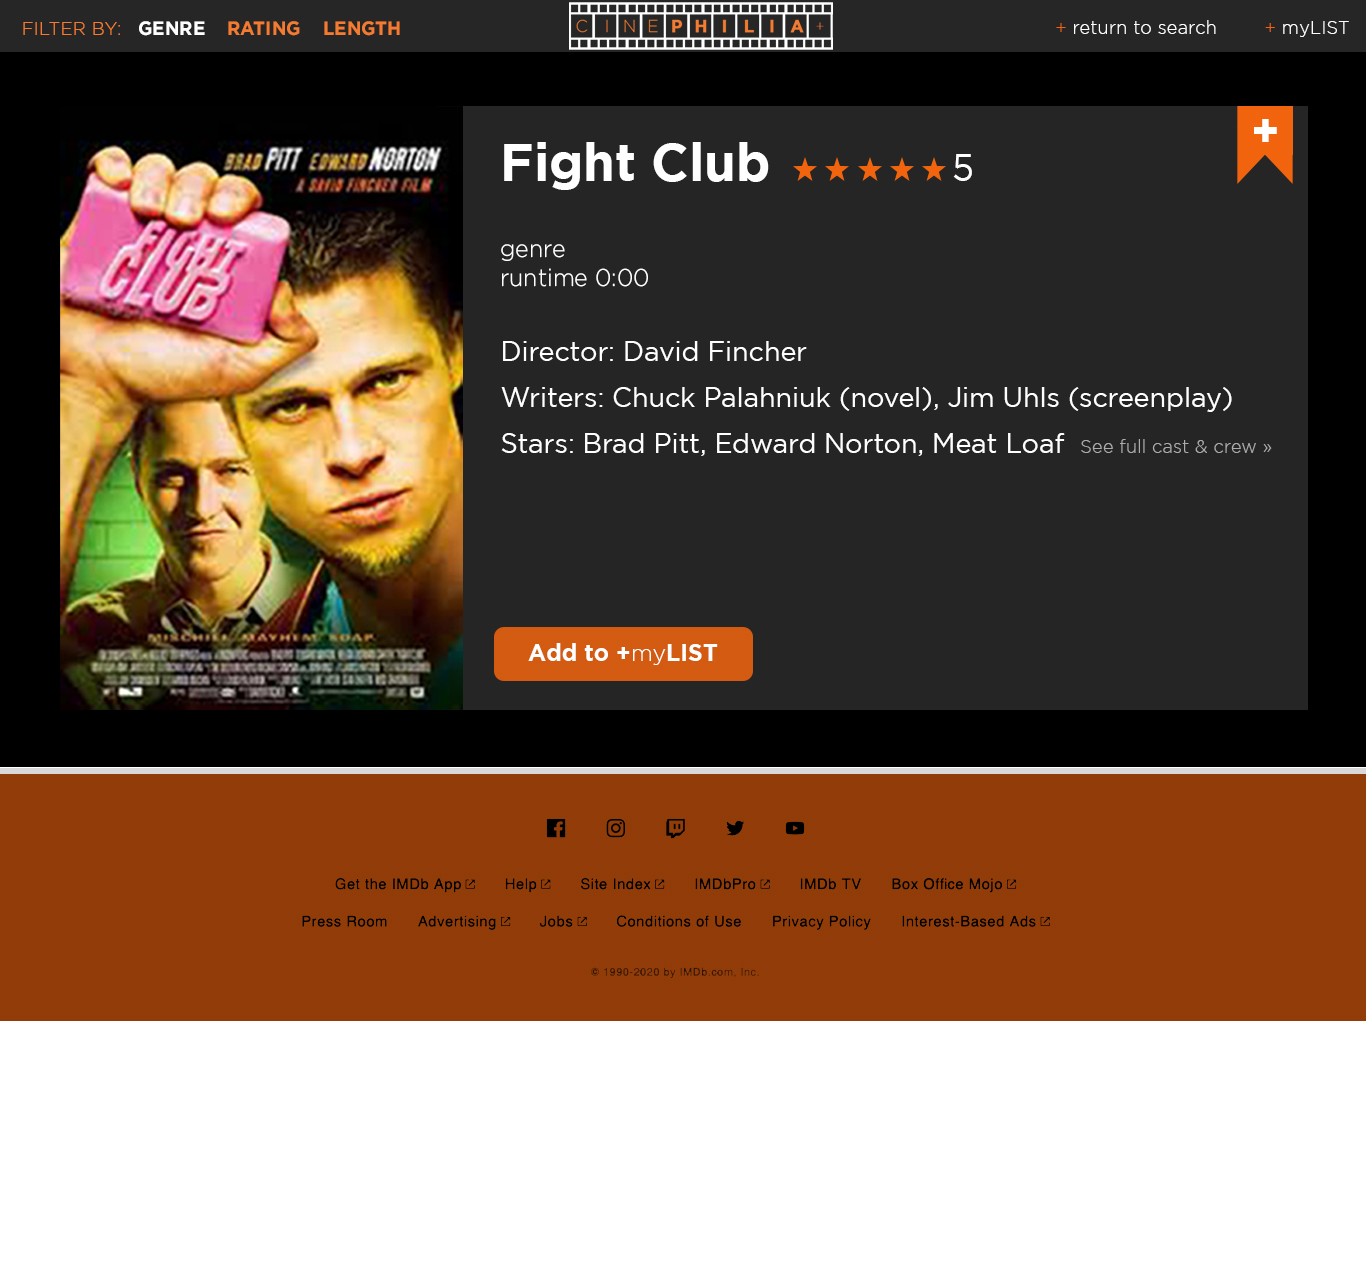 FILTER BY: GENRE RATING LENGTH
CINEPHILIA+
+ return to search + myLIST
BRAD PITT EDWARD NORTON
A DAVID FINCHER FILM
FIGHT
CLUB
MISCHIEF. MAYHEM. SOAP.
Fight Club 5
genre
runtime 0:00
Director: David Fincher
Writers: Chuck Palahniuk (novel), Jim Uhls (screenplay)
Stars: Brad Pitt, Edward Norton, Meat Loaf See full cast & crew »
Add to +myLIST
Get the IMDb App Help Site Index IMDbPro IMDb TV Box Office Mojo
Press Room Advertising Jobs Conditions of Use Privacy Policy Interest-Based Ads
© 1990-2020 by IMDb.com, Inc.